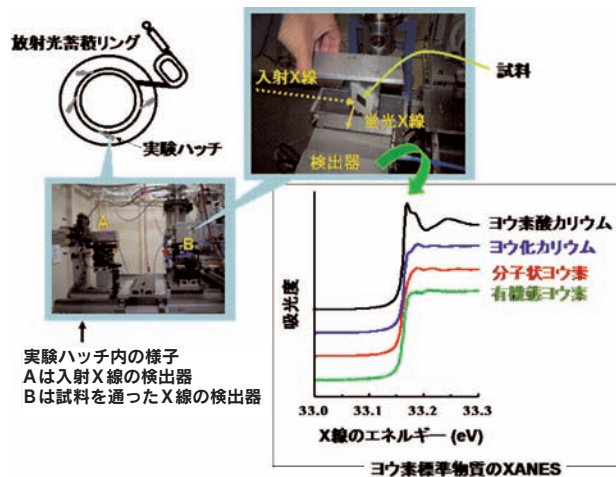 放射光蓄積リング
実験ハッチ
入射X線
試料
蛍光X線
検出器
A
B
実験ハッチ内の様子
Aは入射X線の検出器
Bは試料を通ったX線の検出器
ヨウ素酸カリウム
ヨウ化カリウム
分子状ヨウ素
有機態ヨウ素
吸光度
33.0 33.1 33.2 33.3
X線のエネルギー (eV)
ヨウ素標準物質のXANES